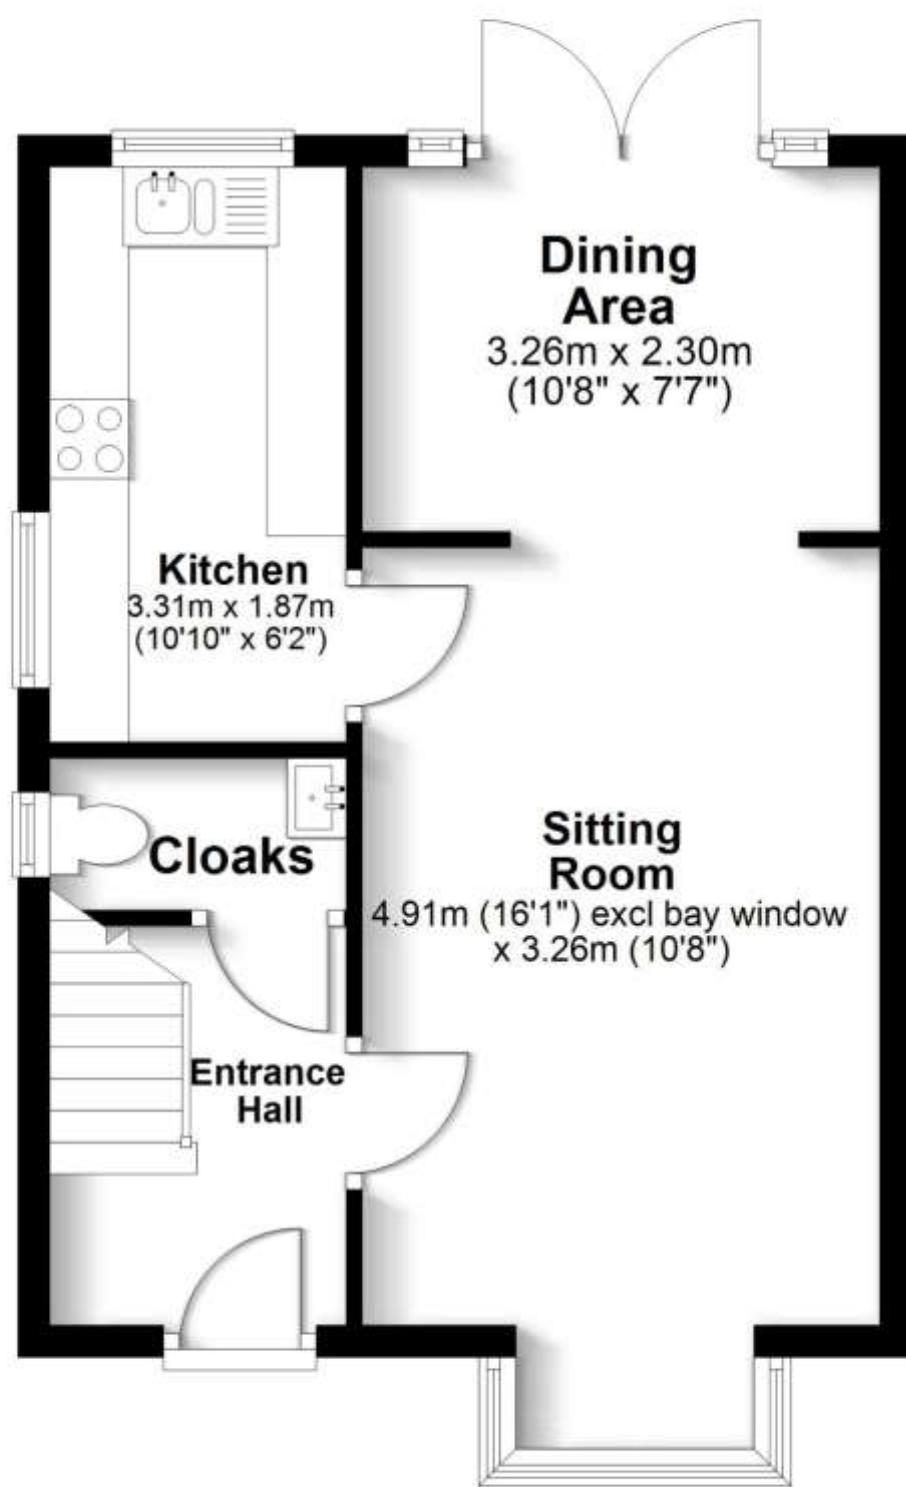 Dining
Area
3.26m x 2.30m
(10'8" x 7'7")
Kitchen
3.31m x 1.87m
(10'10" x 6'2")
Cloaks
Sitting
Room
4.91m (16'1") excl bay window
x 3.26m (10'8")
Entrance
Hall